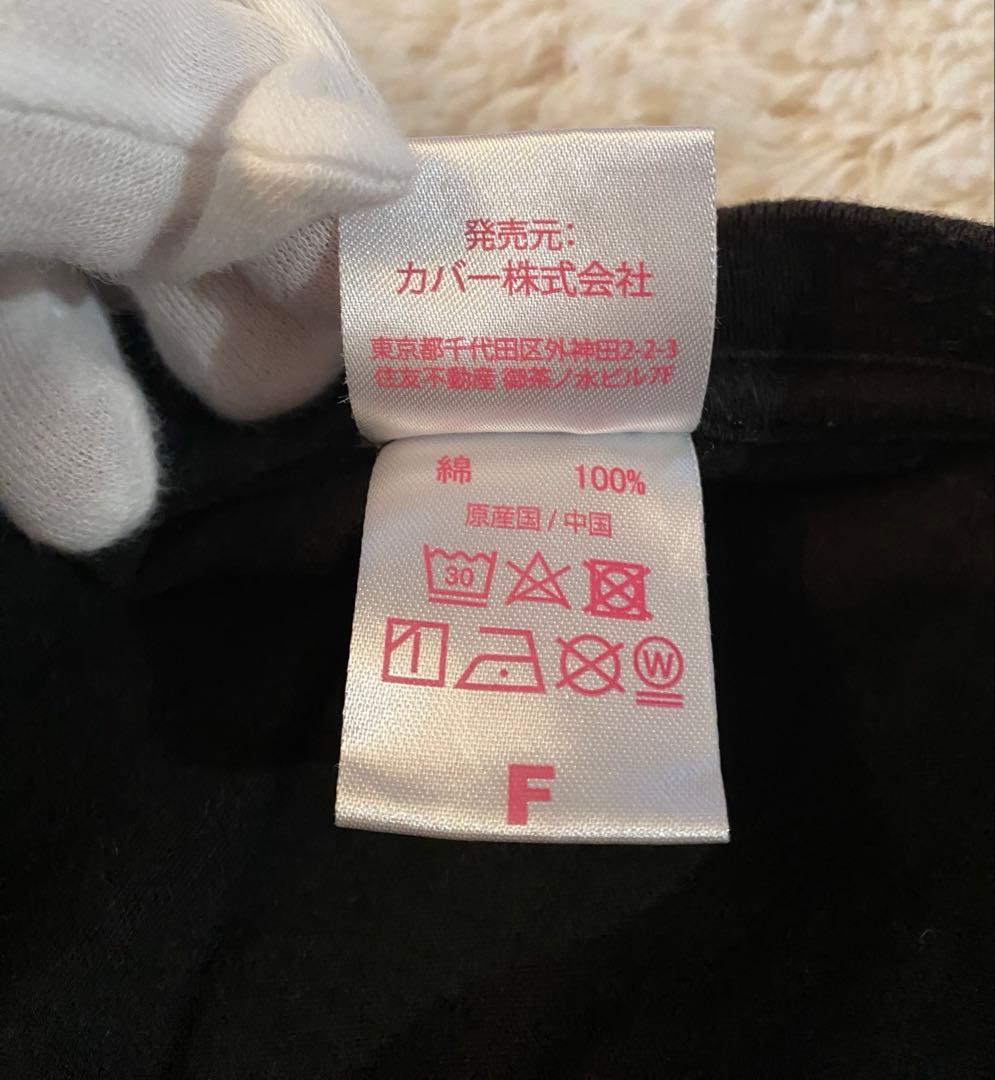 発売元:
カバー株式会社
東京都千代田区外神田2-2-3
住友不動産 御茶ノ水ビル7F
綿 100%
原産国 / 中国
30
W
F